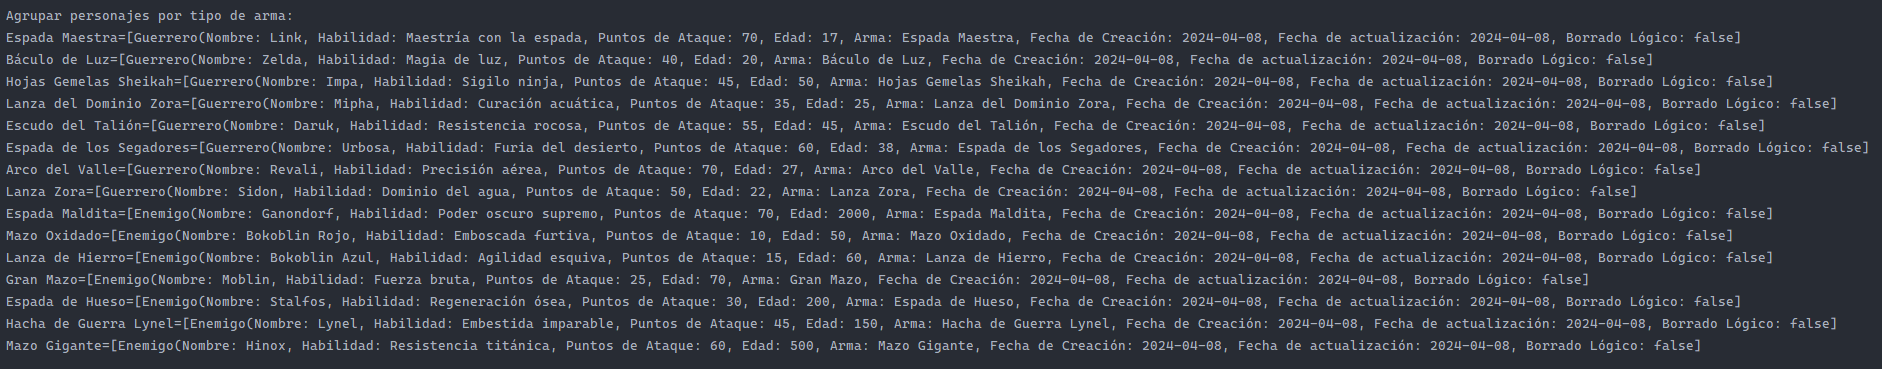 Agrupar personajes por tipo de arma:
Espada Maestra=[Guerrero(Nombre: Link, Habilidad: Maestría con la espada, Puntos de Ataque: 70, Edad: 17, Arma: Espada Maestra, Fecha de Creación: 2024-04-08, Fecha de actualización: 2024-04-08, Borrado Lógico: false]
Báculo de Luz=[Guerrero(Nombre: Zelda, Habilidad: Magia de luz, Puntos de Ataque: 40, Edad: 20, Arma: Báculo de Luz, Fecha de Creación: 2024-04-08, Fecha de actualización: 2024-04-08, Borrado Lógico: false]
Hojas Gemelas Sheikah=[Guerrero(Nombre: Impa, Habilidad: Sigilo ninja, Puntos de Ataque: 45, Edad: 50, Arma: Hojas Gemelas Sheikah, Fecha de Creación: 2024-04-08, Fecha de actualización: 2024-04-08, Borrado Lógico: false]
Lanza del Dominio Zora=[Guerrero(Nombre: Mipha, Habilidad: Curación acuática, Puntos de Ataque: 35, Edad: 25, Arma: Lanza del Dominio Zora, Fecha de Creación: 2024-04-08, Fecha de actualización: 2024-04-08, Borrado Lógico: false]
Escudo del Talión=[Guerrero(Nombre: Daruk, Habilidad: Resistencia rocosa, Puntos de Ataque: 55, Edad: 45, Arma: Escudo del Talión, Fecha de Creación: 2024-04-08, Fecha de actualización: 2024-04-08, Borrado Lógico: false]
Espada de los Segadores=[Guerrero(Nombre: Urbosa, Habilidad: Furia del desierto, Puntos de Ataque: 60, Edad: 38, Arma: Espada de los Segadores, Fecha de Creación: 2024-04-08, Fecha de actualización: 2024-04-08, Borrado Lógico: false]
Arco del Valle=[Guerrero(Nombre: Revali, Habilidad: Precisión aérea, Puntos de Ataque: 70, Edad: 27, Arma: Arco del Valle, Fecha de Creación: 2024-04-08, Fecha de actualización: 2024-04-08, Borrado Lógico: false]
Lanza Zora=[Guerrero(Nombre: Sidon, Habilidad: Dominio del agua, Puntos de Ataque: 50, Edad: 22, Arma: Lanza Zora, Fecha de Creación: 2024-04-08, Fecha de actualización: 2024-04-08, Borrado Lógico: false]
Espada Maldita=[Enemigo(Nombre: Ganondorf, Habilidad: Poder oscuro supremo, Puntos de Ataque: 70, Edad: 2000, Arma: Espada Maldita, Fecha de Creación: 2024-04-08, Fecha de actualización: 2024-04-08, Borrado Lógico: false]
Mazo Oxidado=[Enemigo(Nombre: Bokoblin Rojo, Habilidad: Emboscada furtiva, Puntos de Ataque: 10, Edad: 50, Arma: Mazo Oxidado, Fecha de Creación: 2024-04-08, Fecha de actualización: 2024-04-08, Borrado Lógico: false]
Lanza de Hierro=[Enemigo(Nombre: Bokoblin Azul, Habilidad: Agilidad esquiva, Puntos de Ataque: 15, Edad: 60, Arma: Lanza de Hierro, Fecha de Creación: 2024-04-08, Fecha de actualización: 2024-04-08, Borrado Lógico: false]
Gran Mazo=[Enemigo(Nombre: Moblin, Habilidad: Fuerza bruta, Puntos de Ataque: 25, Edad: 70, Arma: Gran Mazo, Fecha de Creación: 2024-04-08, Fecha de actualización: 2024-04-08, Borrado Lógico: false]
Espada de Hueso=[Enemigo(Nombre: Stalfos, Habilidad: Regeneración ósea, Puntos de Ataque: 30, Edad: 200, Arma: Espada de Hueso, Fecha de Creación: 2024-04-08, Fecha de actualización: 2024-04-08, Borrado Lógico: false]
Hacha de Guerra Lynel=[Enemigo(Nombre: Lynel, Habilidad: Embestida imparable, Puntos de Ataque: 45, Edad: 150, Arma: Hacha de Guerra Lynel, Fecha de Creación: 2024-04-08, Fecha de actualización: 2024-04-08, Borrado Lógico: false]
Mazo Gigante=[Enemigo(Nombre: Hinox, Habilidad: Resistencia titánica, Puntos de Ataque: 60, Edad: 500, Arma: Mazo Gigante, Fecha de Creación: 2024-04-08, Fecha de actualización: 2024-04-08, Borrado Lógico: false]